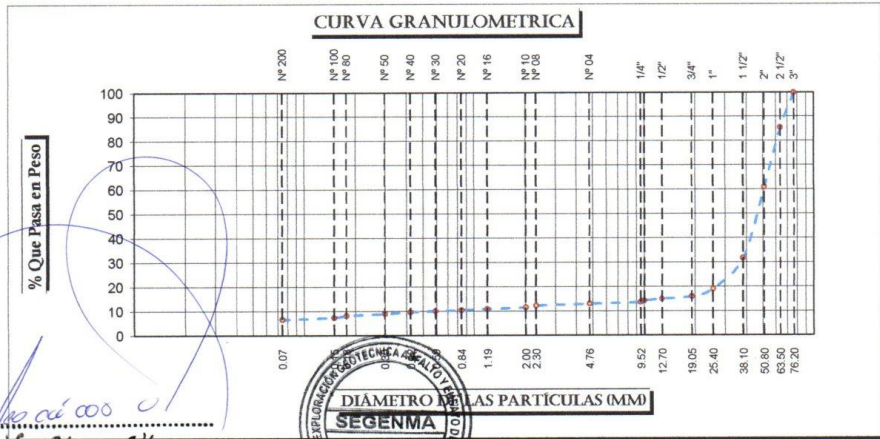 CURVA GRANULOMETRICA
Nº 200 Nº 100 Nº 80 Nº 50 Nº 40 Nº 30 Nº 20 Nº 16 Nº 10 Nº 08 Nº 04 1/4" 1/2" 3/4" 1" 1 1/2" 2" 2 1/2" 3"
% Que Pasa en Peso
100
90
80
70
60
50
40
30
20
10
0
0.07 0.84 1.19 2.00 2.30 4.76 9.52 12.70 19.05 25.40 38.10 50.80 63.50 76.20
DIÁMETRO DE LAS PARTÍCULAS (MM)
EXPLORACIÓN GEOTECNICA ASFALTO Y
SEGENMA